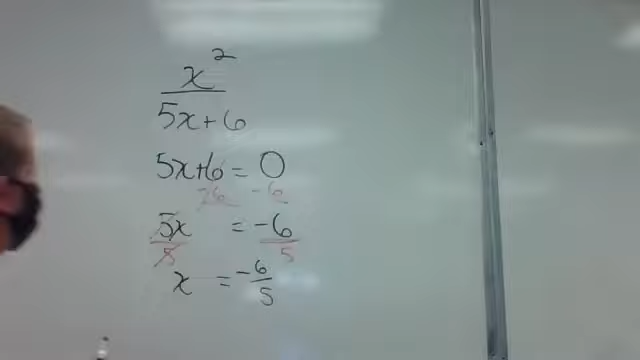 x²
5x+6
5x+6 = 0
-6 -6
5x = -6
5 5
x = -6
5